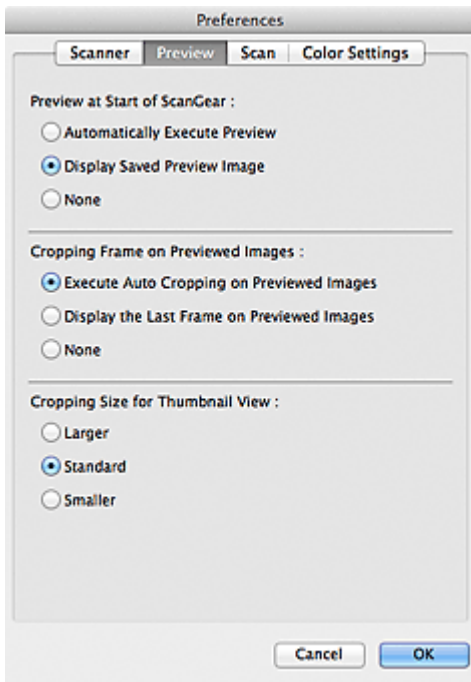 Preferences
Scanner Preview Scan Color Settings
Preview at Start of ScanGear :
Automatically Execute Preview
Display Saved Preview Image
None
Cropping Frame on Previewed Images :
Execute Auto Cropping on Previewed Images
Display the Last Frame on Previewed Images
None
Cropping Size for Thumbnail View :
Larger
Standard
Smaller
Cancel OK